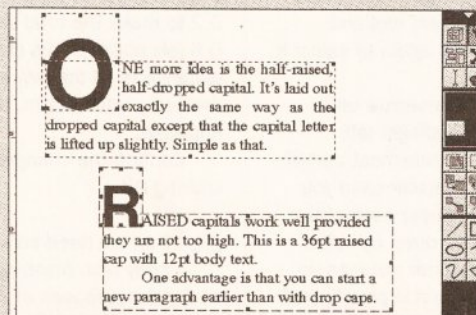 ONE more idea is the half-raised,
half-dropped capital. It's laid out
exactly the same way as the
dropped capital except that the capital letter
is lifted up slightly. Simple as that.
RAISED capitals work well provided
they are not too high. This is a 36pt raised
cap with 12pt body text.
One advantage is that you can start a
new paragraph earlier than with drop caps.